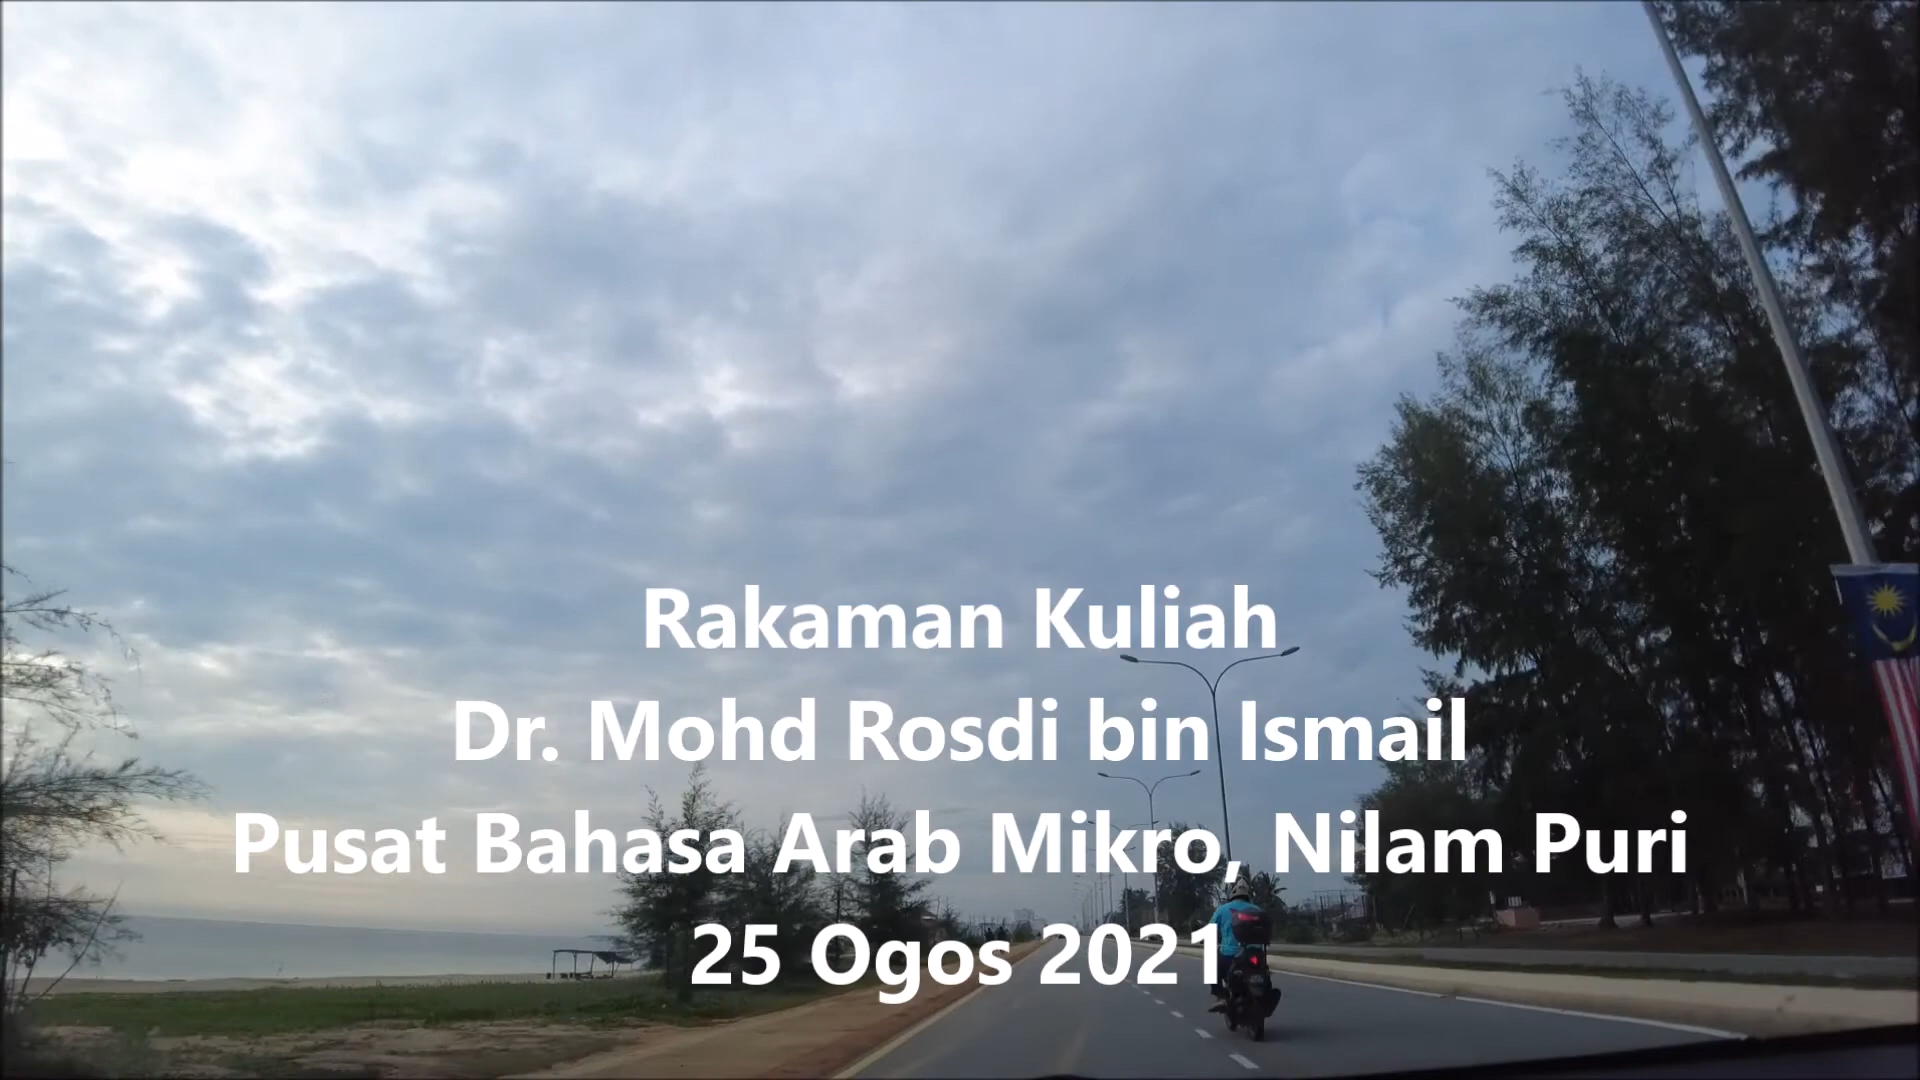 Rakaman Kuliah
Dr. Mohd Rosdi bin Ismail
Pusat Bahasa Arab Mikro, Nilam Puri
25 Ogos 2021